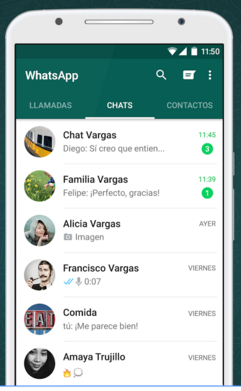 11:50
WhatsApp
LLAMADAS CHATS CONTACTOS
Chat Vargas 11:45
Diego: Sí creo que entien... 3
Familia Vargas 11:39
Felipe: ¡Perfecto, gracias! 1
Alicia Vargas AYER
Imagen
Francisco Vargas VIERNES
0:07
Comida VIERNES
tú: ¡Me parece bien!
EAT
Amaya Trujillo VIERNES